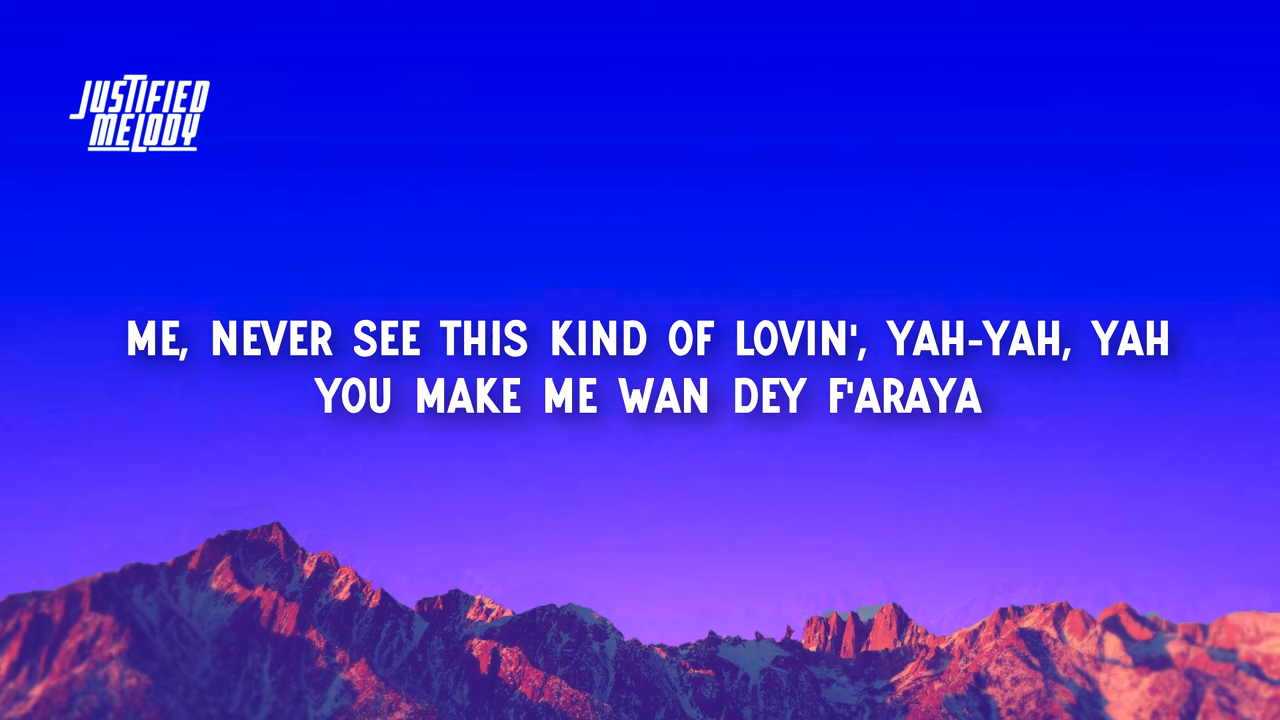 JUSTIFIED
MELODY
ME, NEVER SEE THIS KIND OF LOVIN', YAH-YAH, YAH
YOU MAKE ME WAN DEY F'ARAYA